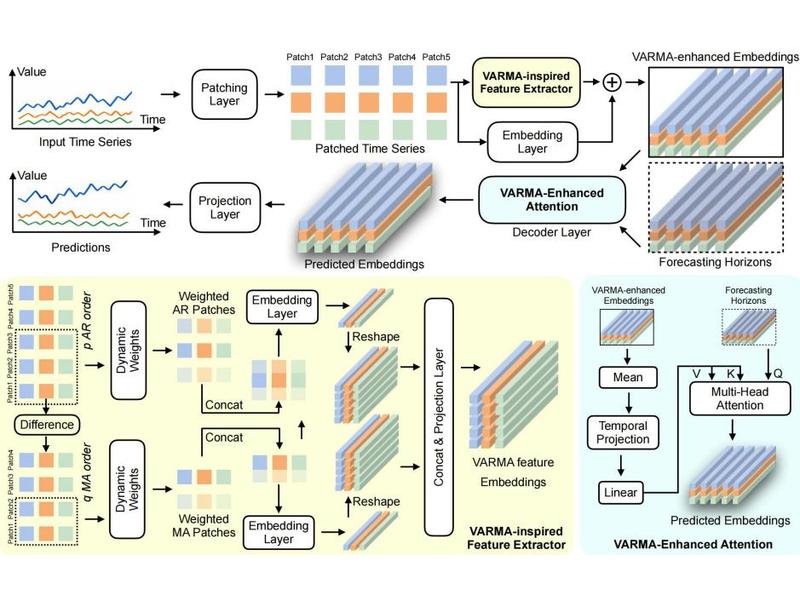 Value
Time
Input Time Series
Patching
Layer
Patch1 Patch2 Patch3 Patch4 Patch5
Patched Time Series
VARMA-inspired
Feature Extractor
Embedding
Layer
VARMA-enhanced Embeddings
Value
Time
Predictions
Projection
Layer
Predicted Embeddings
VARMA-Enhanced
Attention
Decoder Layer
Forecasting Horizons
Patch5
Patch4
Patch3
Patch2
Patch1
p AR order
Difference
Patch4
Patch3
Patch2
Patch1
q MA order
Dynamic
Weights
Dynamic
Weights
Weighted
AR Patches
Concat
Concat
Weighted
MA Patches
Embedding
Layer
Reshape
Reshape
Embedding
Layer
Concat & Projection Layer
VARMA feature
Embeddings
VARMA-inspired
Feature Extractor
VARMA-enhanced
Embeddings
Forecasting
Horizons
Mean
V K Q
Multi-Head
Attention
Temporal
Projection
Linear
Predicted Embeddings
VARMA-Enhanced Attention